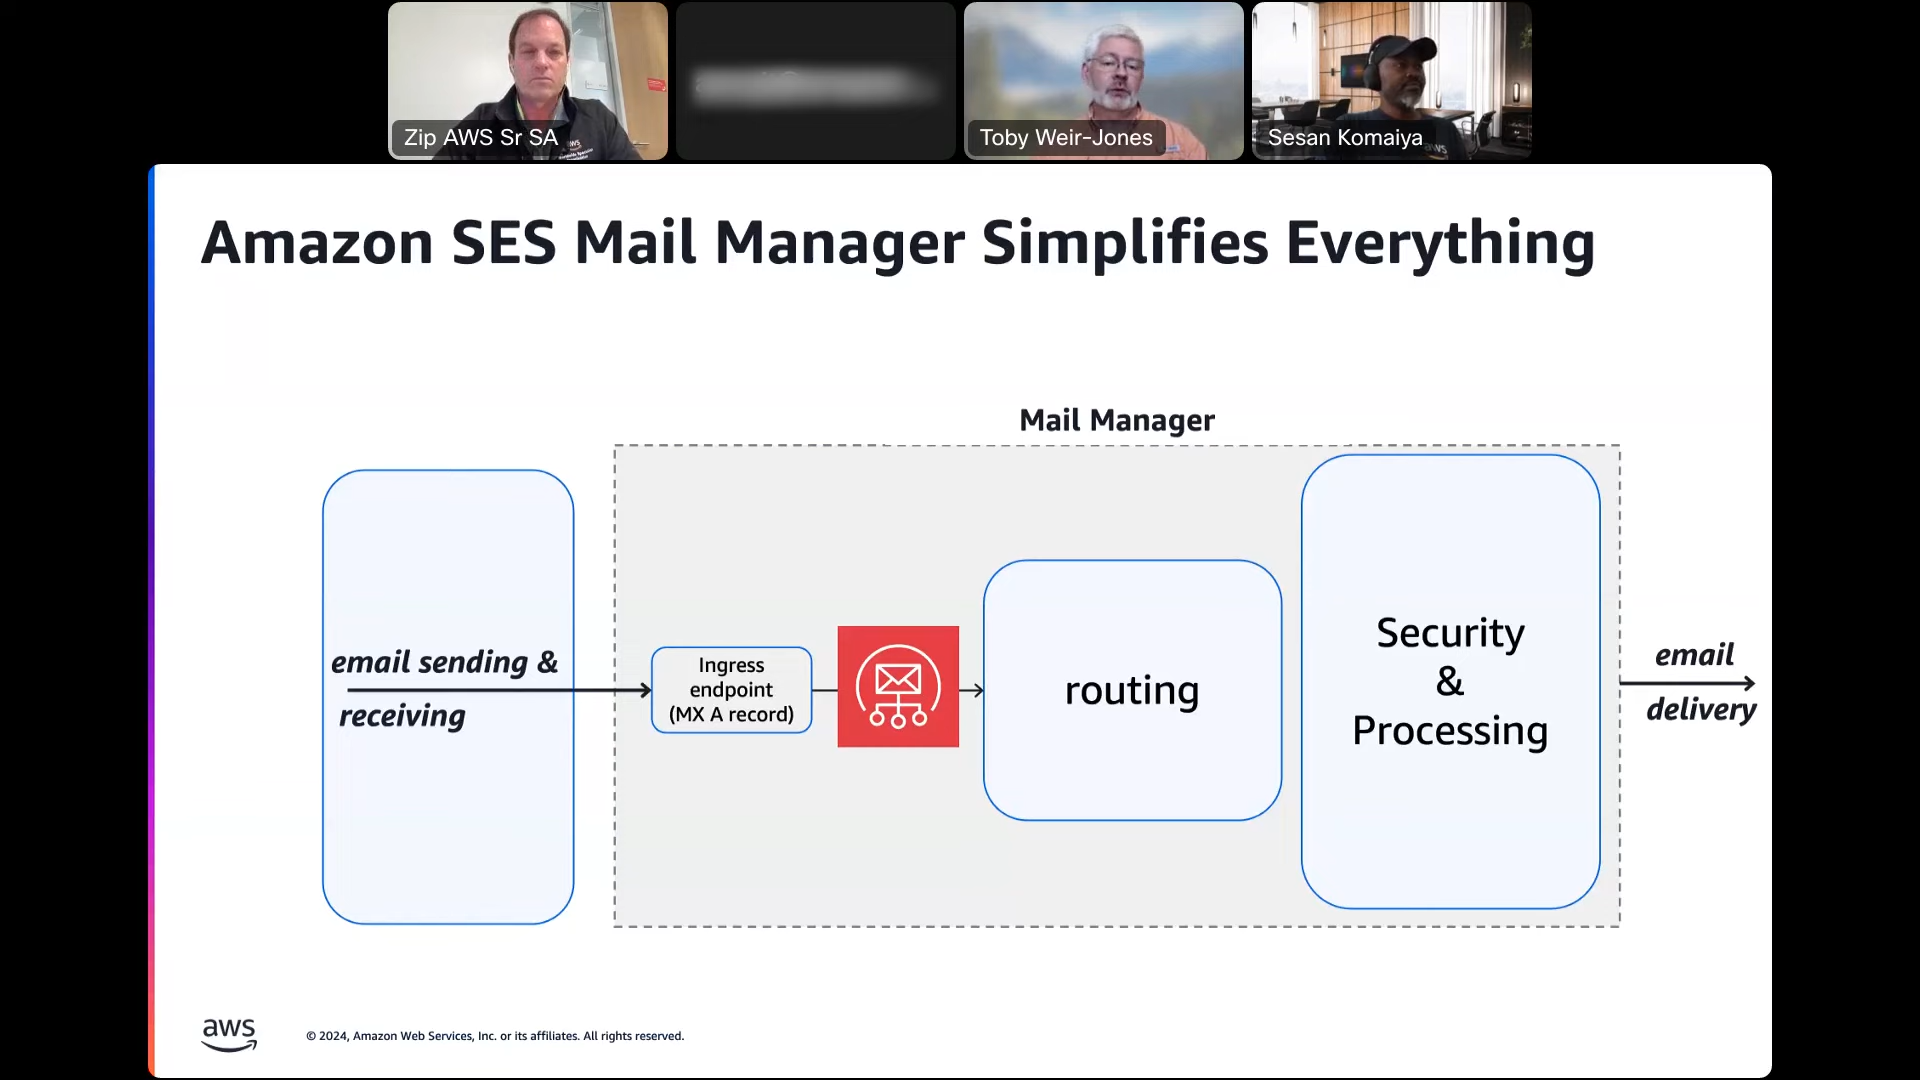 Zip AWS Sr SA
Toby Weir-Jones
Sesan Komaiya
aws
aws
Amazon SES Mail Manager Simplifies Everything
Mail Manager
email sending &
receiving
Ingress
endpoint
(MX A record)
routing
Security
&
Processing
email
delivery
aws
© 2024, Amazon Web Services, Inc. or its affiliates. All rights reserved.